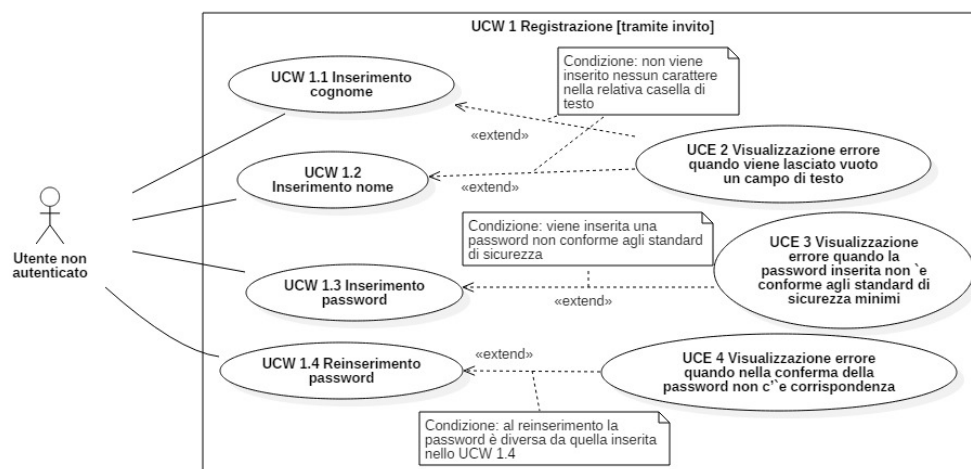 UCW 1 Registrazione [tramite invito]
UCW 1.1 Inserimento
cognome
Condizione: non viene
inserito nessun carattere
nella relativa casella di
testo
«extend»
UCE 2 Visualizzazione errore
quando viene lasciato vuoto
un campo di testo
UCW 1.2
Inserimento nome
«extend»
Utente non
autenticato
Condizione: viene inserita una
password non conforme agli standard
di sicurezza
UCE 3 Visualizzazione
errore quando la
password inserita non `e
conforme agli standard di
sicurezza minimi
UCW 1.3 Inserimento
password
«extend»
UCW 1.4 Reinserimento
password
«extend»
UCE 4 Visualizzazione errore
quando nella conferma della
password non c'`e corrispondenza
Condizione: al reinserimento la
password è diversa da quella inserita
nello UCW 1.4